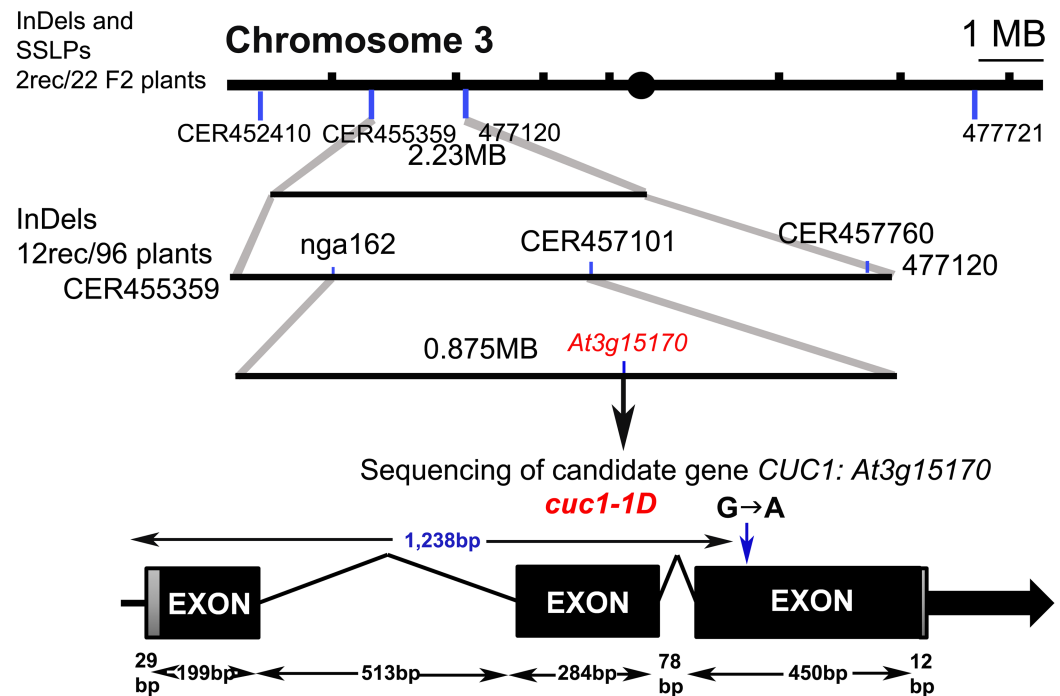 InDels and
SSLPs
2rec/22 F2 plants
Chromosome 3
1 MB
CER452410
CER455359
477120
477721
2.23MB
InDels
12rec/96 plants
CER455359
nga162
CER457101
CER457760
477120
0.875MB
At3g15170
Sequencing of candidate gene CUC1: At3g15170
cuc1-1D
G→A
1,238bp
EXON
EXON
EXON
29
bp
199bp
513bp
284bp
78
bp
450bp
12
bp